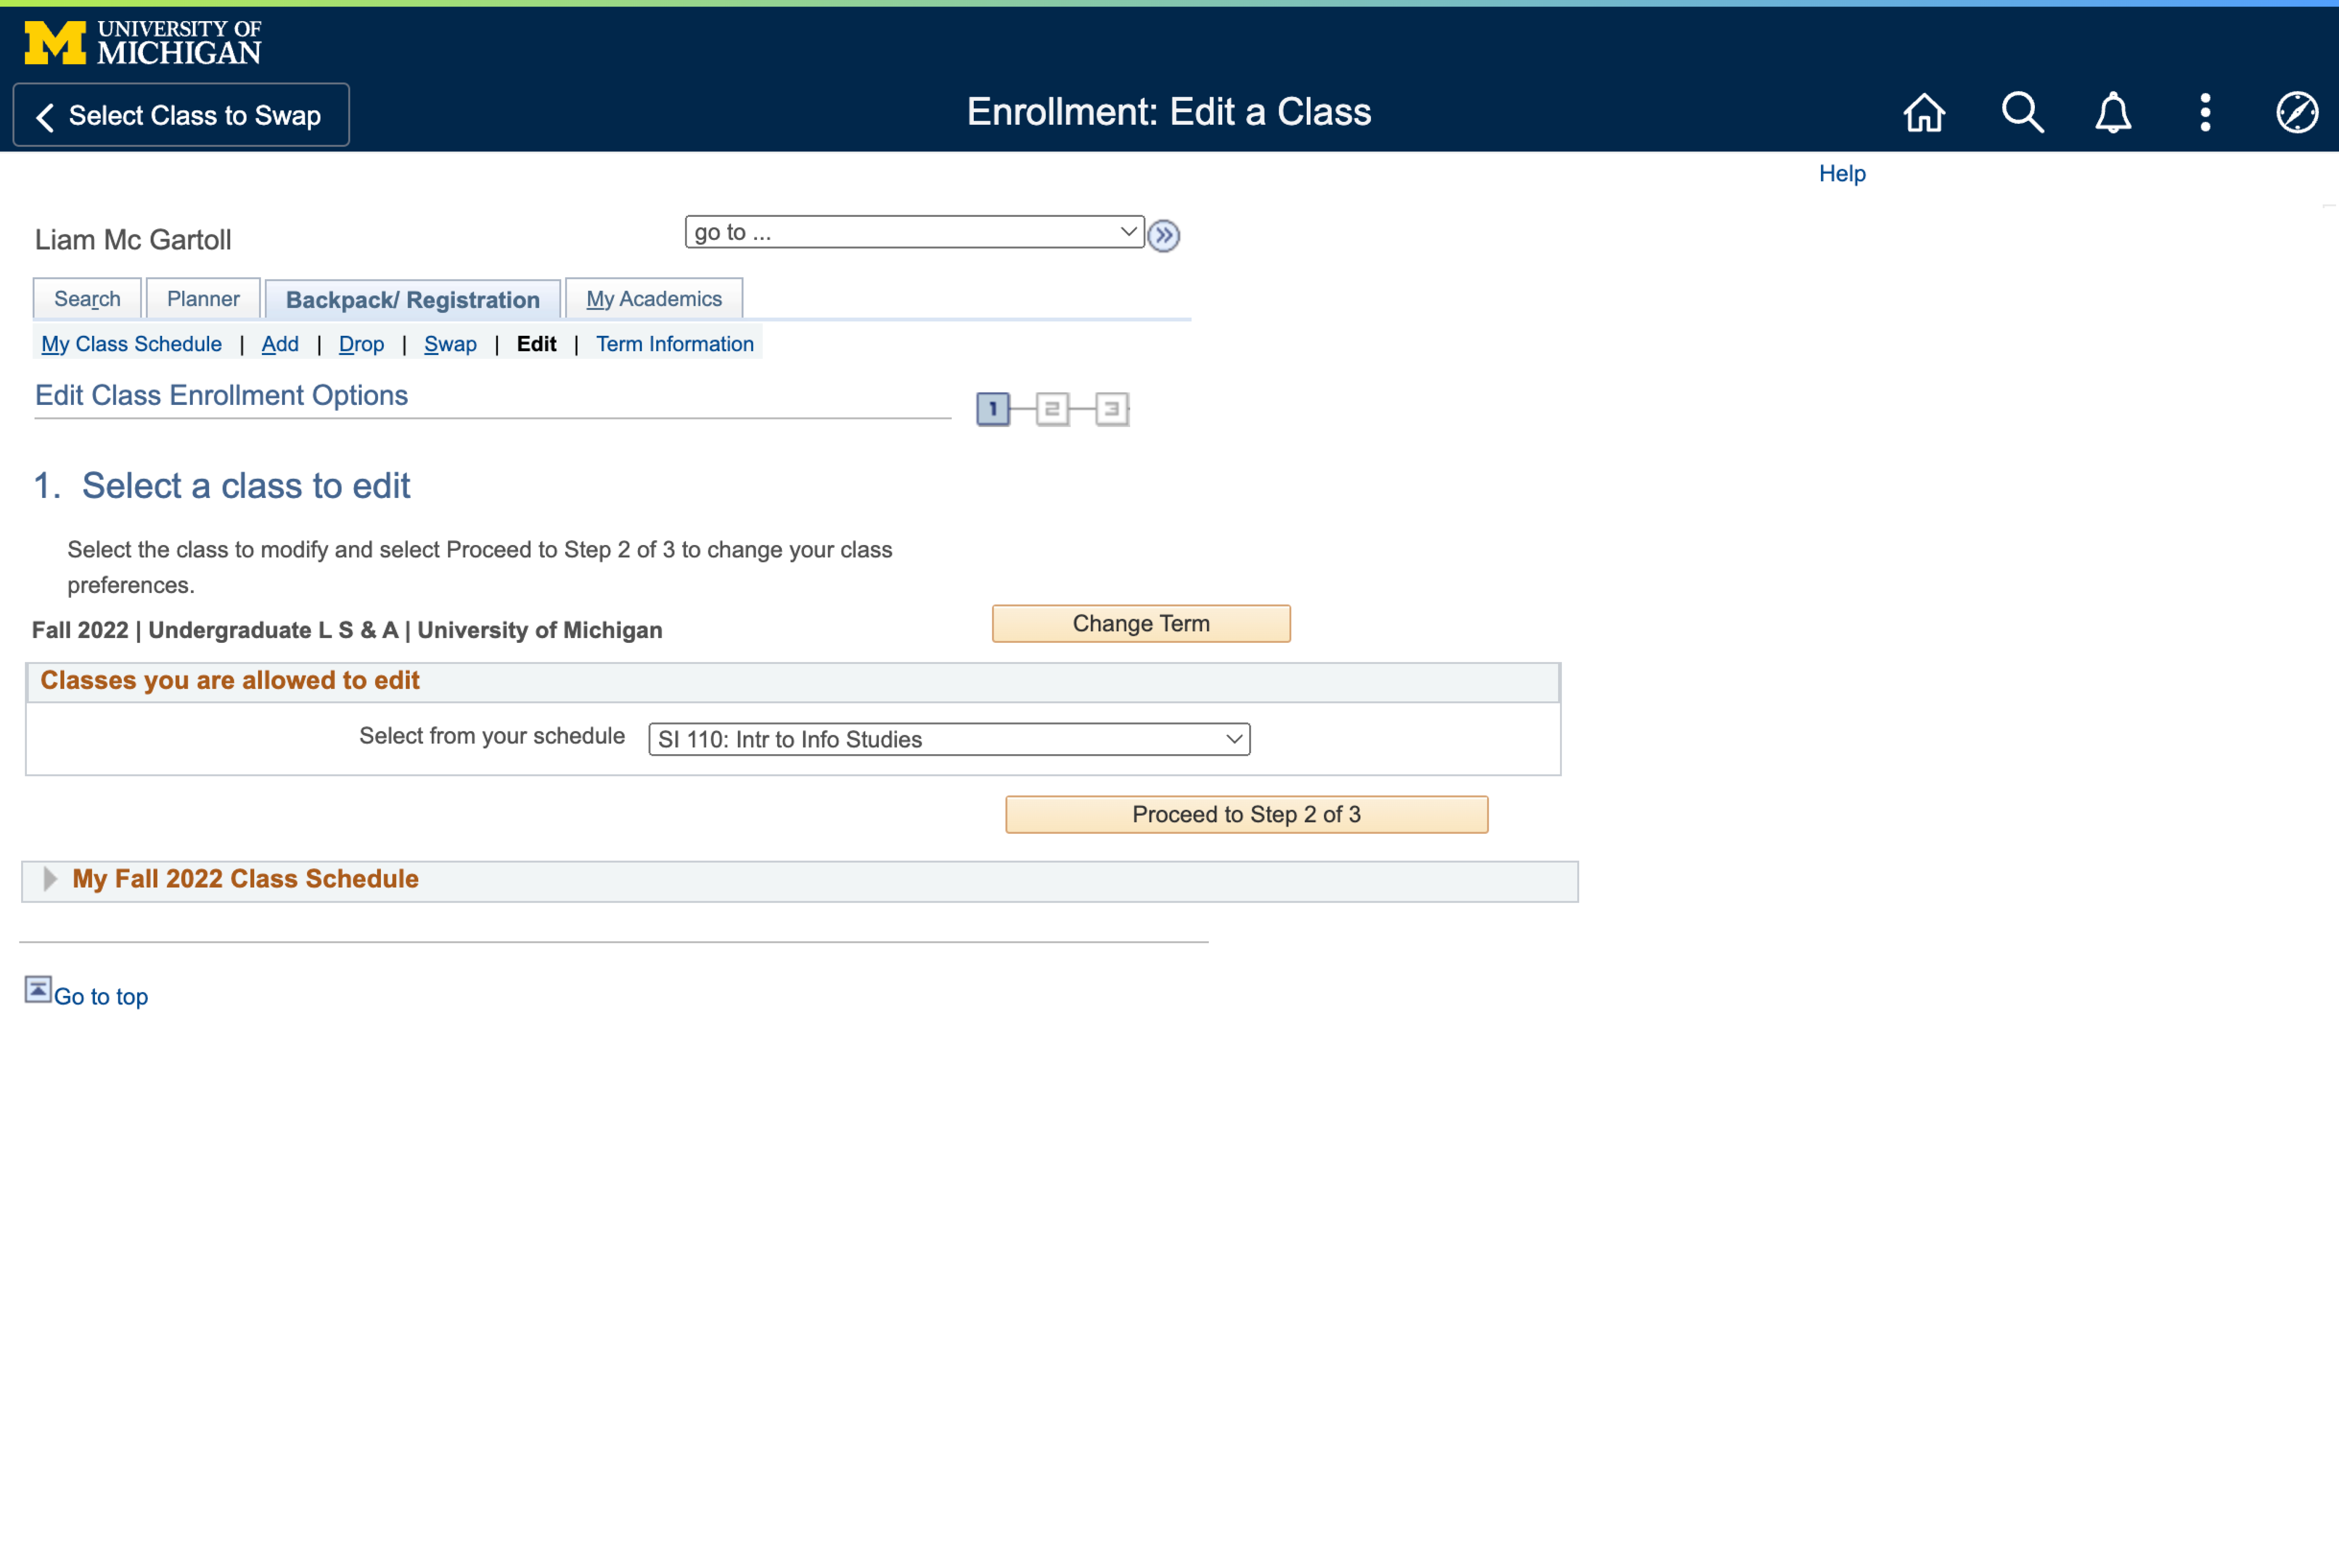 UNIVERSITY OF
MICHIGAN
Select Class to Swap
Enrollment: Edit a Class
Help
Liam Mc Gartoll
go to ...
Search
Planner
Backpack/ Registration
My Academics
My Class Schedule | Add | Drop | Swap | Edit | Term Information
Edit Class Enrollment Options
1 2 3
1. Select a class to edit
Select the class to modify and select Proceed to Step 2 of 3 to change your class
preferences.
Fall 2022 | Undergraduate L S & A | University of Michigan
Change Term
Classes you are allowed to edit
Select from your schedule
SI 110: Intr to Info Studies
Proceed to Step 2 of 3
My Fall 2022 Class Schedule
Go to top